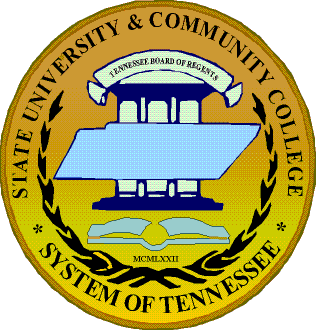 STATE UNIVERSITY & COMMUNITY COLLEGE
TENNESSEE BOARD OF REGENTS
MCMLXXII
* SYSTEM OF TENNESSEE *